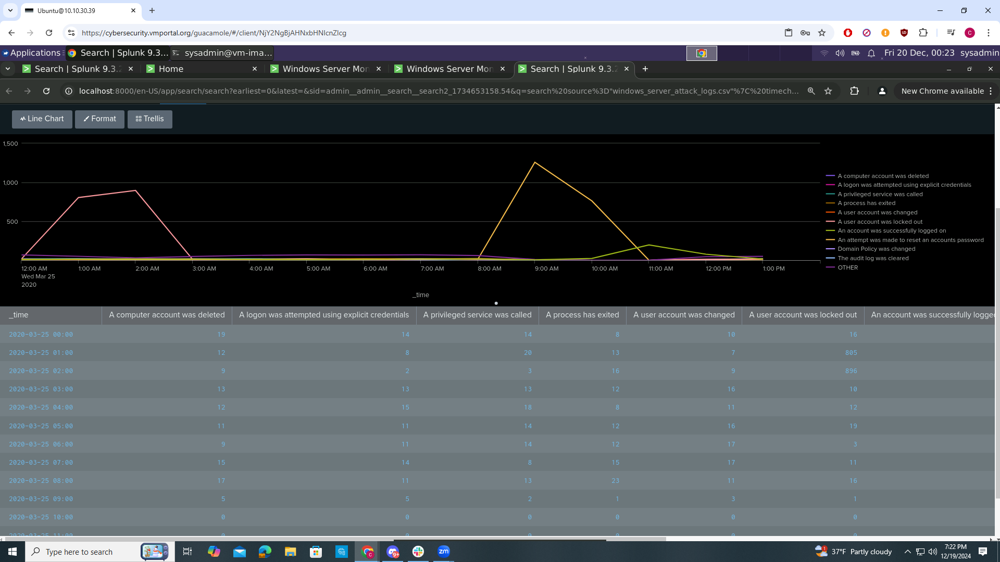 Ubuntu@10.10.30.39
https://cybersecurity.vmportal.org/guacamole/#/client/NjY2NgBjAHNxbHNlcnZlcg
C
Applications
Search | Splunk 9.3...
sysadmin@vm-ima...
Fri 20 Dec, 00:23 sysadmin
Search | Splunk 9.3.2
Home
Windows Server Mon
Windows Server Mon
Search | Splunk 9.3.2
localhost:8000/en-US/app/search/search?earliest=0&latest=&sid=admin__admin__search__search2_1734653158.54&q=search%20source%3D"windows_server_attack_logs.csv"%7C%20timech...
New Chrome available
Line Chart
Format
Trellis
1,500
1,000
500
12:00 AM 1:00 AM 2:00 AM 3:00 AM 4:00 AM 5:00 AM 6:00 AM 7:00 AM 8:00 AM 9:00 AM 10:00 AM 11:00 AM 12:00 PM 1:00 PM
Wed Mar 25
2020
_time
A computer account was deleted
A logon was attempted using explicit credentials
A privileged service was called
A process has exited
A user account was changed
A user account was locked out
An account was successfully logged on
An attempt was made to reset an accounts password
Domain Policy was changed
The audit log was cleared
OTHER
_time A computer account was deleted A logon was attempted using explicit credentials A privileged service was called A process has exited A user account was changed A user account was locked out An account was successfully logged
2020-03-25 00:00 19 14 14 8 10 16
2020-03-25 01:00 12 8 20 13 7 805
2020-03-25 02:00 9 2 3 16 9 896
2020-03-25 03:00 13 13 13 12 16 10
2020-03-25 04:00 12 15 18 8 11 12
2020-03-25 05:00 11 11 14 12 16 19
2020-03-25 06:00 9 11 14 12 17 3
2020-03-25 07:00 15 14 8 15 17 11
2020-03-25 08:00 17 11 13 23 11 16
2020-03-25 09:00 5 5 2 1 3 1
2020-03-25 10:00 0 0 0 0 0 0
2020-03-25 11:00 0 0 0 0 0 0
Type here to search
C
9+
zm
1
37°F Partly cloudy
7:22 PM
12/19/2024